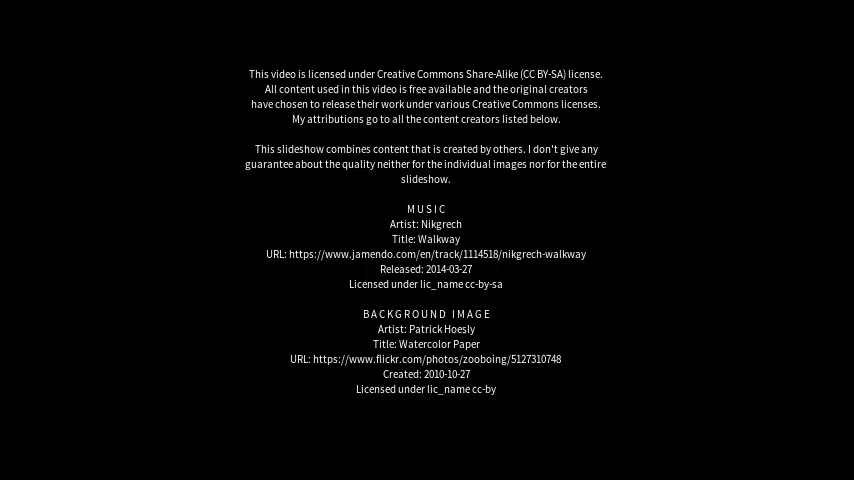 This video is licensed under Creative Commons Share-Alike (CC BY-SA) license.
All content used in this video is free available and the original creators
have chosen to release their work under various Creative Commons licenses.
My attributions go to all the content creators listed below.
This slideshow combines content that is created by others. I don't give any
guarantee about the quality neither for the individual images nor for the entire
slideshow.
MUSIC
Artist: Nikgrech
Title: Walkway
URL: https://www.jamendo.com/en/track/1114518/nikgrech-walkway
Released: 2014-03-27
Licensed under lic_name cc-by-sa
BACKGROUND IMAGE
Artist: Patrick Hoesly
Title: Watercolor Paper
URL: https://www.flickr.com/photos/zooboing/5127310748
Created: 2010-10-27
Licensed under lic_name cc-by